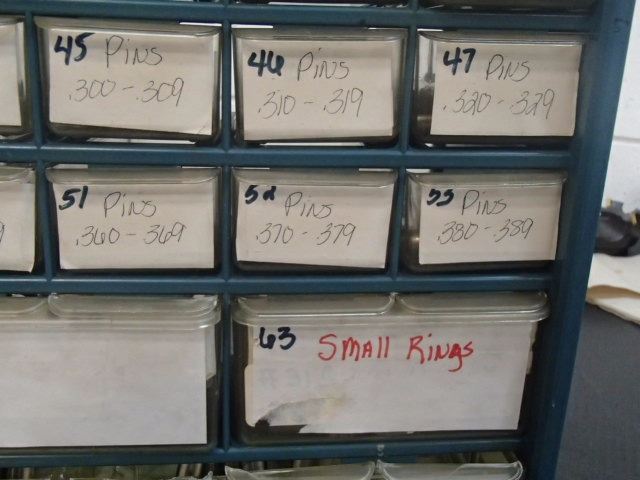 45 Pins
.300 - .309
46 Pins
.310 - .319
47 Pins
.320 - .329
51 Pins
.360 - .369
52 Pins
.370 - .379
53 Pins
.380 - .389
63 Small Rings